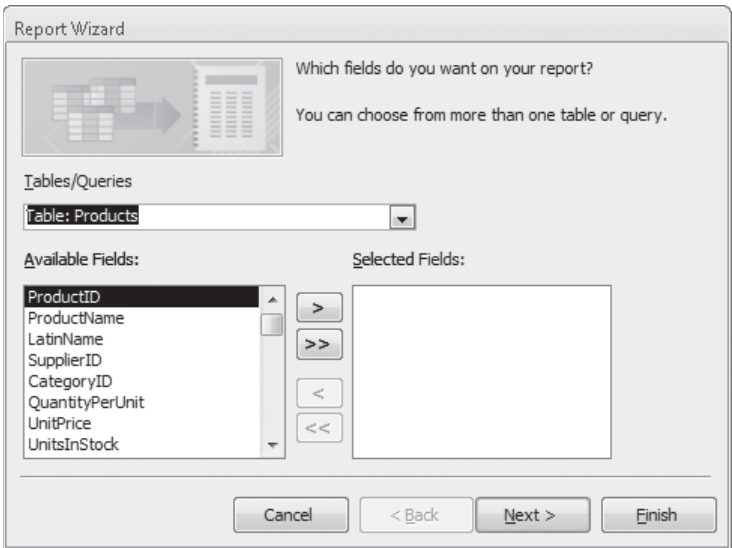 Report Wizard
Which fields do you want on your report?
You can choose from more than one table or query.
Tables/Queries
Table: Products
Available Fields:
Selected Fields:
ProductID
ProductName
LatinName
SupplierID
CategoryID
QuantityPerUnit
UnitPrice
UnitsInStock
>
>>
<
<<
Cancel
< Back
Next >
Finish